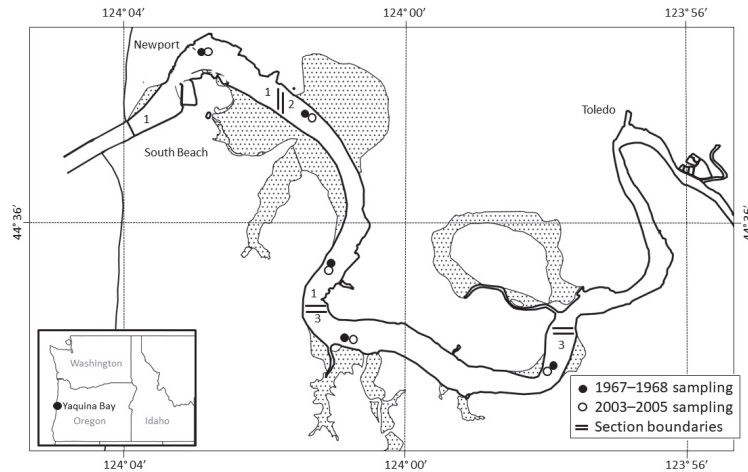 124°04'
124°00'
123°56'
Newport
1
2
1
South Beach
Toledo
44°36'
44°36'
1
3
3
Washington
Yaquina Bay
Oregon
Idaho
1967–1968 sampling
2003–2005 sampling
Section boundaries
124°04'
124°00'
123°56'